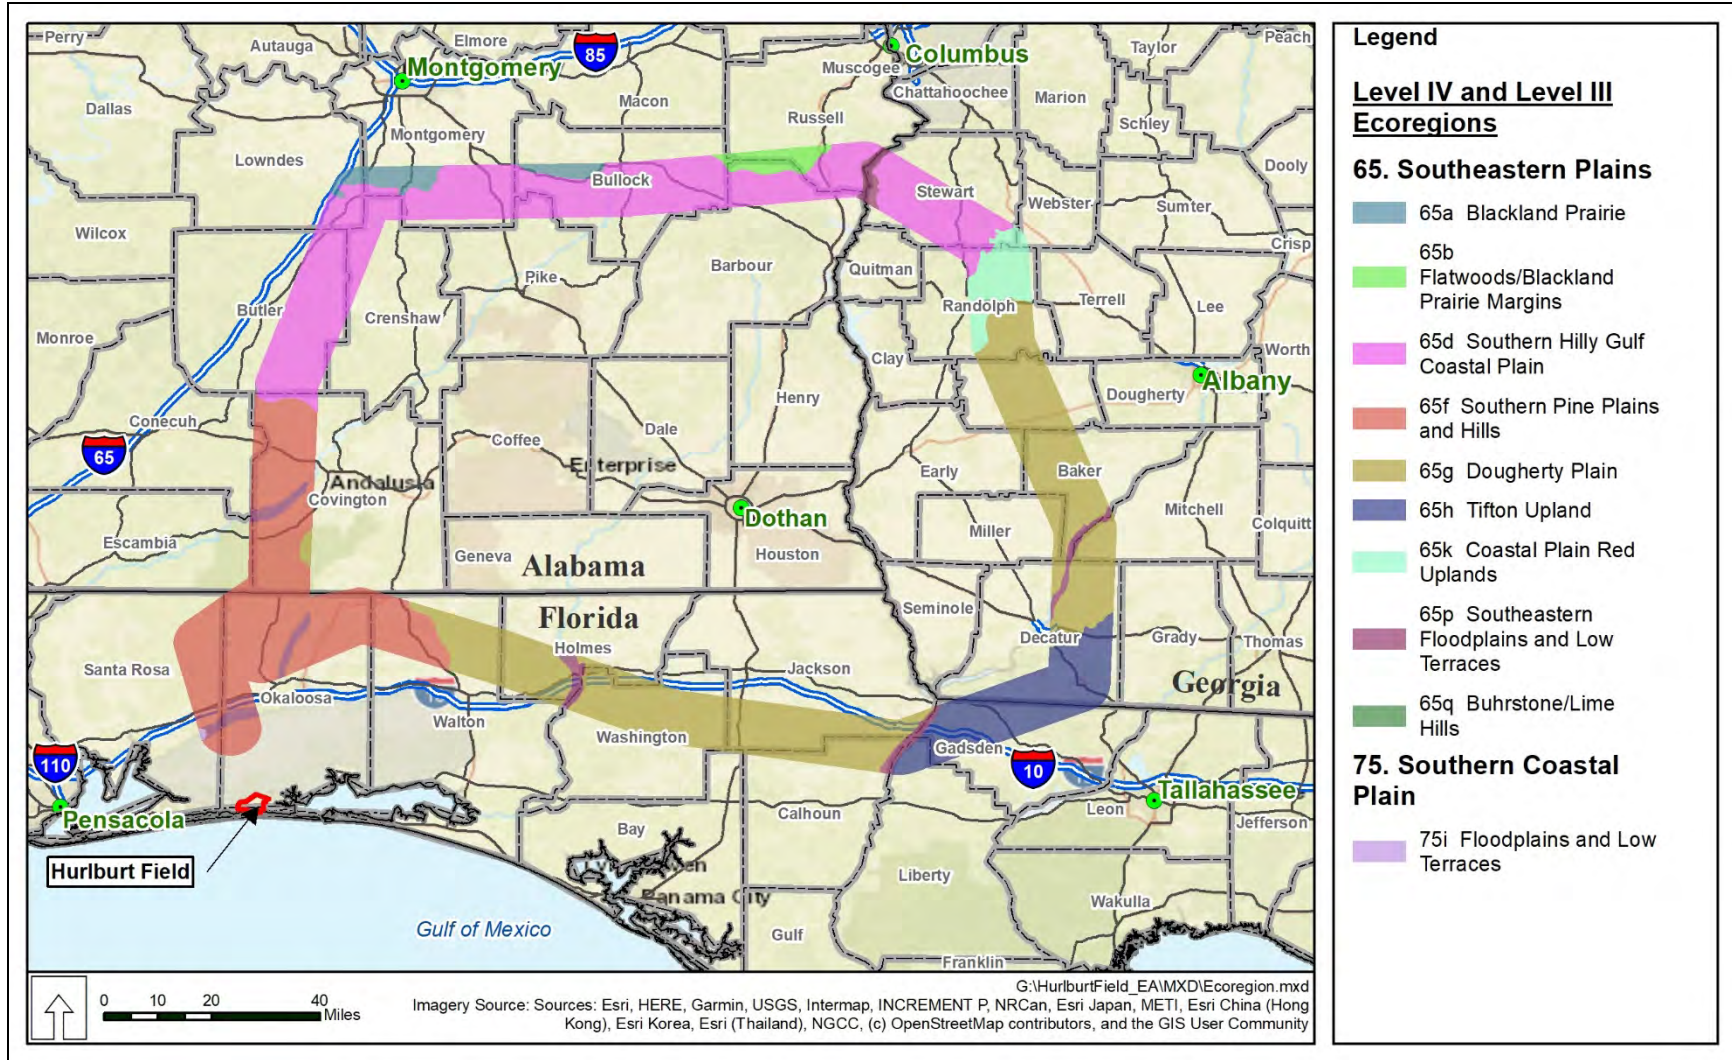 Perry
Autauga
Elmore
85
Columbus
Taylor
Peach
Montgomery
Muscogee
Chattahoochee
Marion
Dallas
Macon
Russell
Schley
Montgomery
Lowndes
Dooly
Bullock
Stewart
Webster
Sumter
Wilcox
Crisp
Barbour
Quitman
Pike
Butler
Crenshaw
Randolph
Terrell
Lee
Monroe
Clay
Worth
Albany
Henry
Dougherty
Conecuh
Coffee
Dale
65
Enterprise
Early
Baker
Andalusia
Covington
Dothan
Mitchell
Miller
Colquitt
Escambia
Geneva
Houston
Alabama
Florida
Seminole
Decatur
Grady
Thomas
Holmes
Santa Rosa
Jackson
Georgia
Okaloosa
Walton
Washington
Gadsden
110
10
Tallahassee
Pensacola
Calhoun
Leon
Jefferson
Bay
Hurlburt Field
Liberty
Panama City
Wakulla
Gulf of Mexico
Gulf
Franklin
0 10 20 40
Miles
G:\HurlburtField_EA\MXD\Ecoregion.mxd
Imagery Source: Sources: Esri, HERE, Garmin, USGS, Intermap, INCREMENT P, NRCan, Esri Japan, METI, Esri China (Hong
Kong), Esri Korea, Esri (Thailand), NGCC, (c) OpenStreetMap contributors, and the GIS User Community
Legend
Level IV and Level III
Ecoregions
65. Southeastern Plains
65a Blackland Prairie
65b
Flatwoods/Blackland
Prairie Margins
65d Southern Hilly Gulf
Coastal Plain
65f Southern Pine Plains
and Hills
65g Dougherty Plain
65h Tifton Upland
65k Coastal Plain Red
Uplands
65p Southeastern
Floodplains and Low
Terraces
65q Buhrstone/Lime
Hills
75. Southern Coastal
Plain
75i Floodplains and Low
Terraces